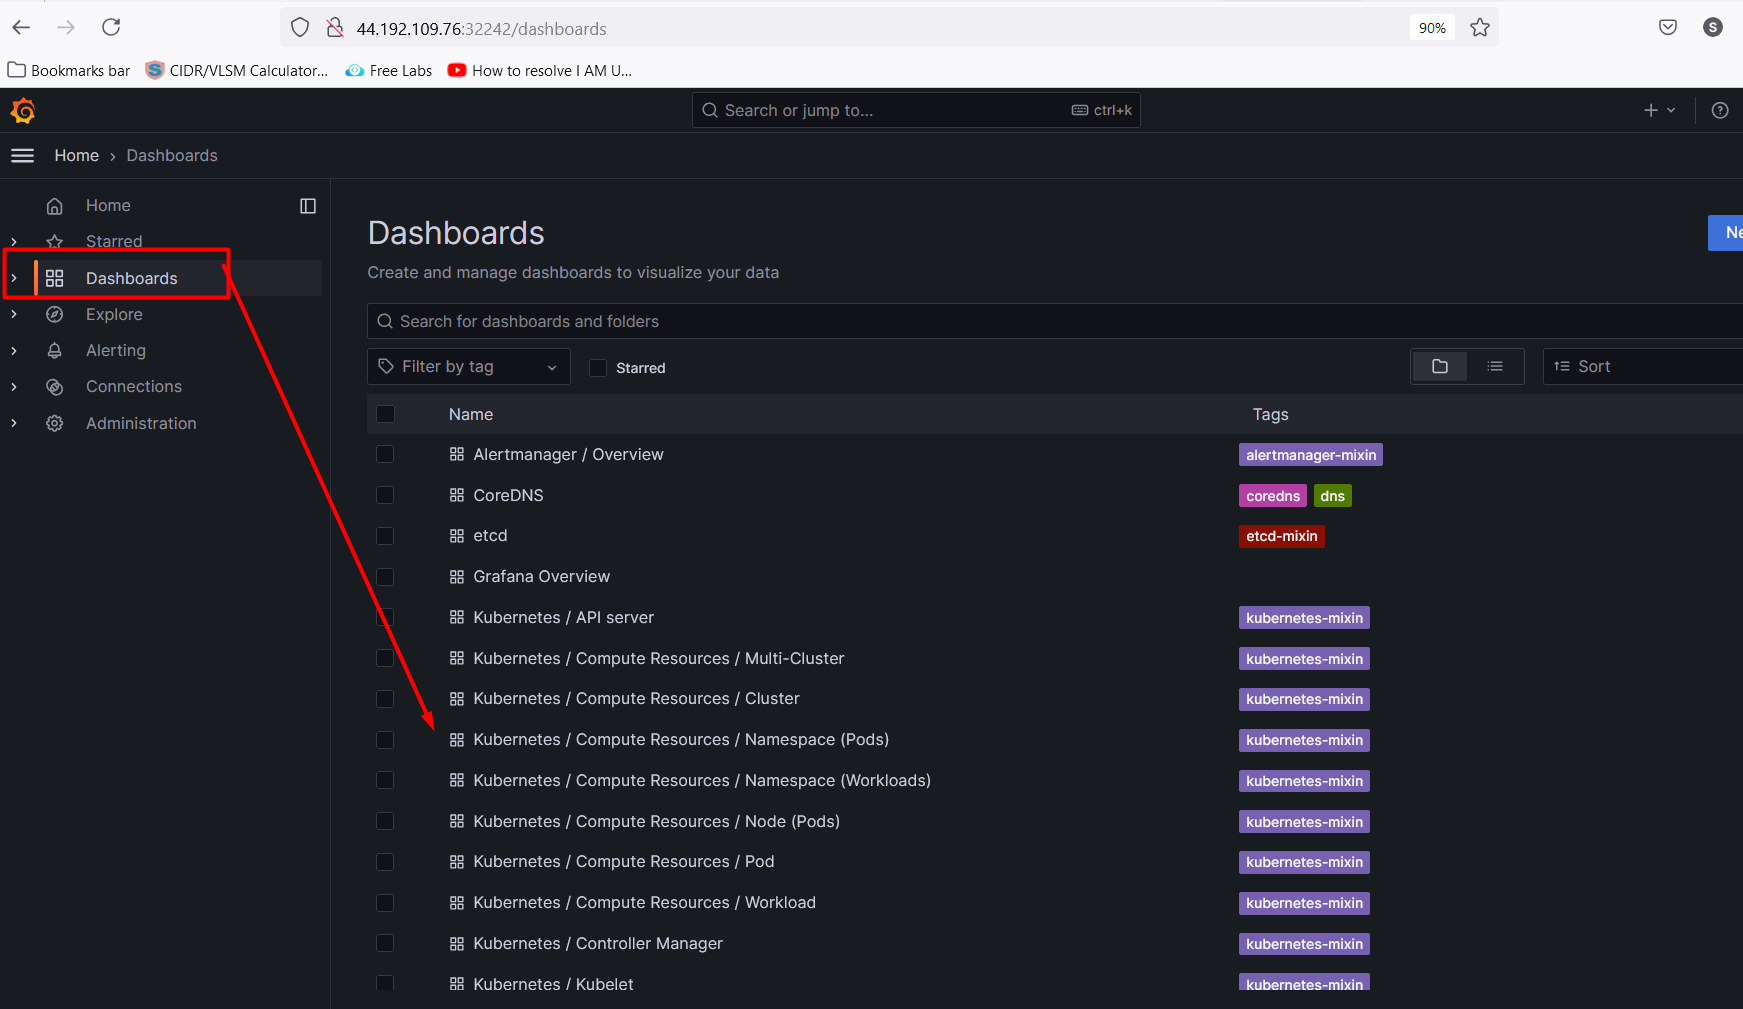 44.192.109.76:32242/dashboards
90%
S
Bookmarks bar
S
CIDR/VLSM Calculator...
Free Labs
How to resolve I AM U...
Search or jump to...
ctrl+k
Home
Dashboards
Home
Starred
Dashboards
Explore
Alerting
Connections
Administration
Dashboards
Ne
Create and manage dashboards to visualize your data
Search for dashboards and folders
Filter by tag
Starred
Sort
Name Tags
Alertmanager / Overview alertmanager-mixin
CoreDNS coredns dns
etcd etcd-mixin
Grafana Overview
Kubernetes / API server kubernetes-mixin
Kubernetes / Compute Resources / Multi-Cluster kubernetes-mixin
Kubernetes / Compute Resources / Cluster kubernetes-mixin
Kubernetes / Compute Resources / Namespace (Pods) kubernetes-mixin
Kubernetes / Compute Resources / Namespace (Workloads) kubernetes-mixin
Kubernetes / Compute Resources / Node (Pods) kubernetes-mixin
Kubernetes / Compute Resources / Pod kubernetes-mixin
Kubernetes / Compute Resources / Workload kubernetes-mixin
Kubernetes / Controller Manager kubernetes-mixin
Kubernetes / Kubelet kubernetes-mixin